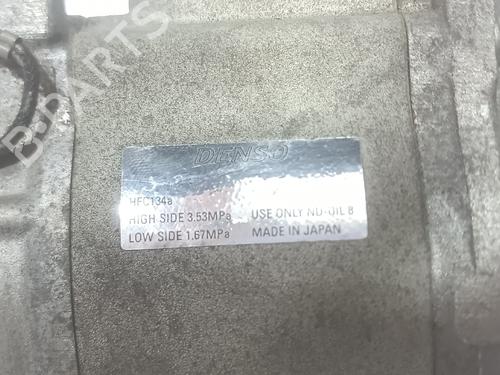 B-PARTS
DENSO
HFC134a
HIGH SIDE 3.53MPa USE ONLY ND-OIL 8
LOW SIDE 1.67MPa MADE IN JAPAN